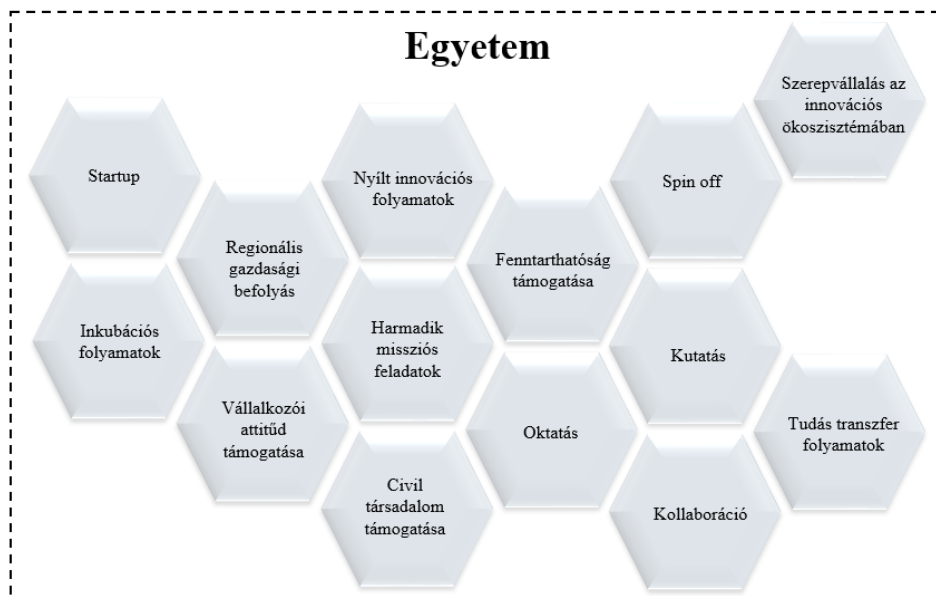 Egyetem
Szerepvállalás az
innovációs
ökoszisztémában
Startup
Nyílt innovációs
folyamatok
Spin off
Regionális
gazdasági
befolyás
Fenntarthatóság
támogatása
Inkubációs
folyamatok
Harmadik
missziós
feladatok
Kutatás
Vállalkozói
attitűd
támogatása
Oktatás
Tudás transzfer
folyamatok
Civil
társadalom
támogatása
Kollaboráció